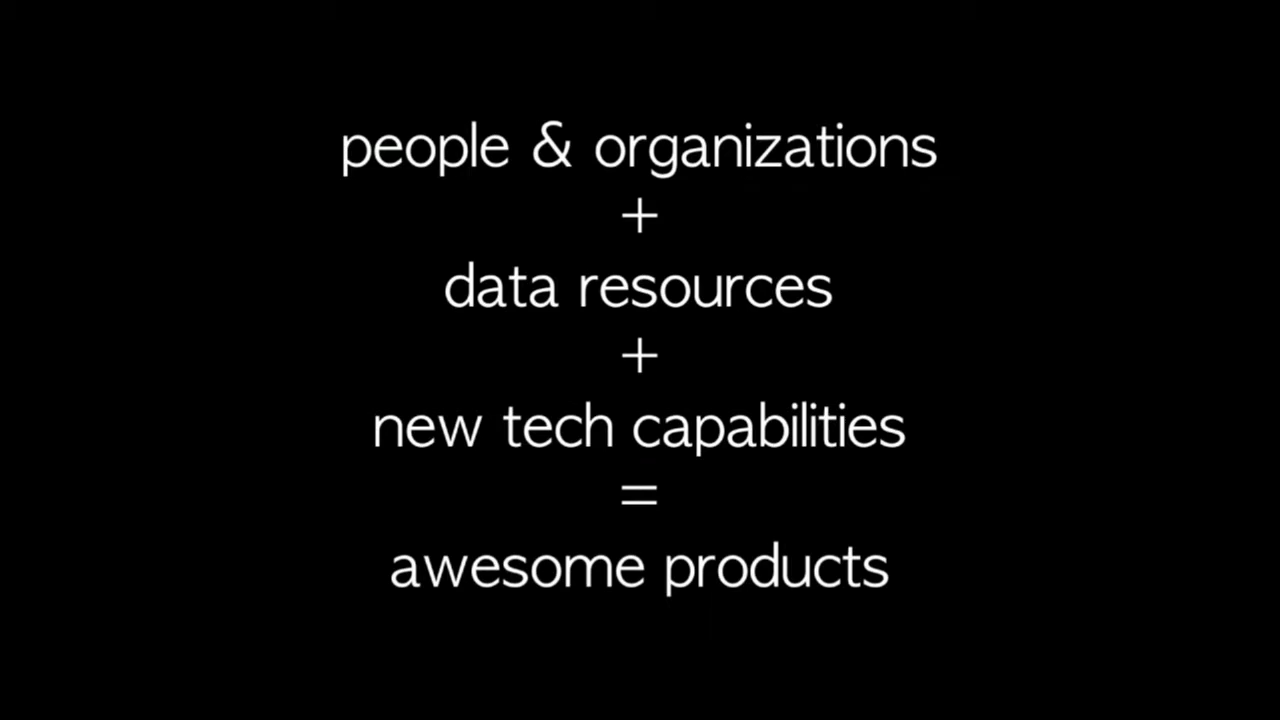 people & organizations
+
data resources
+
new tech capabilities
=
awesome products